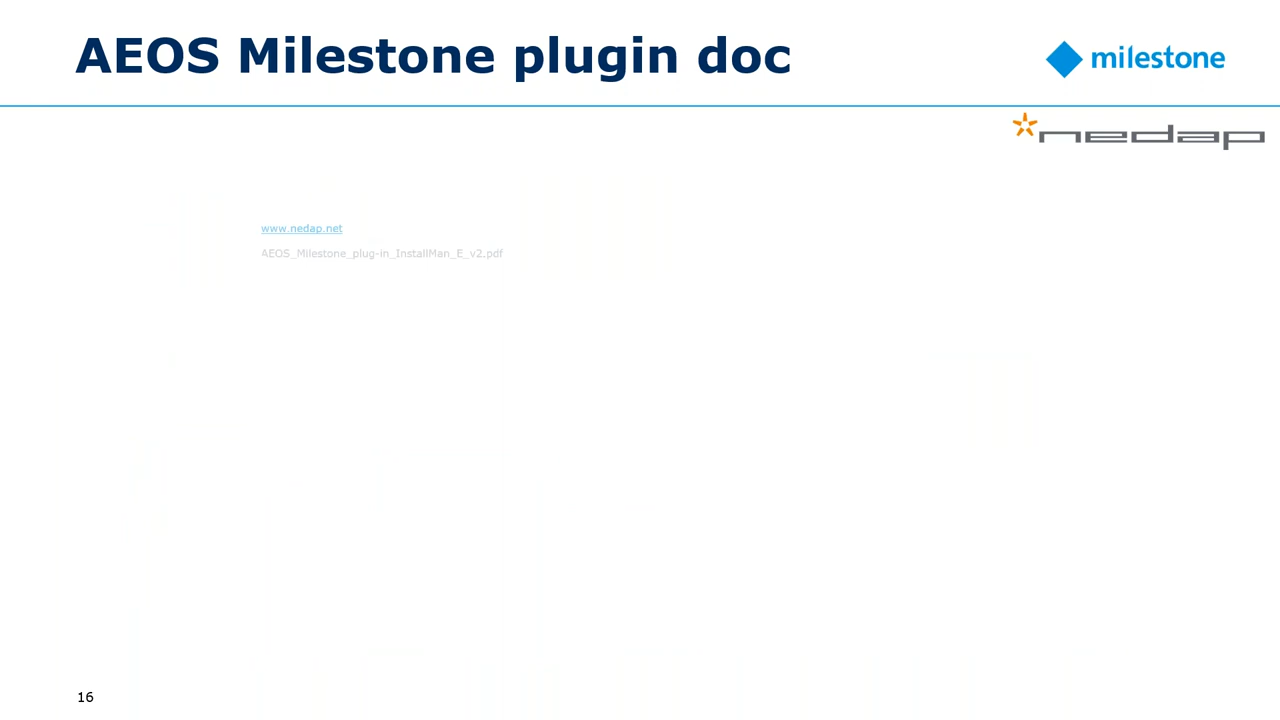 AEOS Milestone plugin doc
milestone
nedap
www.nedap.net
AEOS_Milestone_plug-in_InstallMan_E_v2.pdf
16